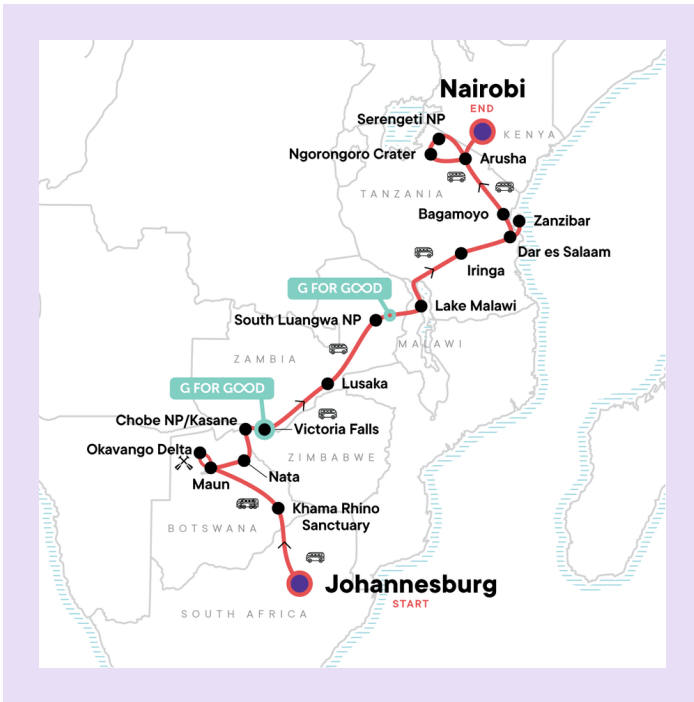 Nairobi
END
Serengeti NP
KENYA
Ngorongoro Crater
Arusha
TANZANIA
Bagamoyo
Zanzibar
Dar es Salaam
Iringa
G FOR GOOD
Lake Malawi
South Luangwa NP
MALAWI
ZAMBIA
Lusaka
G FOR GOOD
Chobe NP/Kasane
Victoria Falls
Okavango Delta
ZIMBABWE
Nata
Maun
Khama Rhino
Sanctuary
BOTSWANA
Johannesburg
START
SOUTH AFRICA